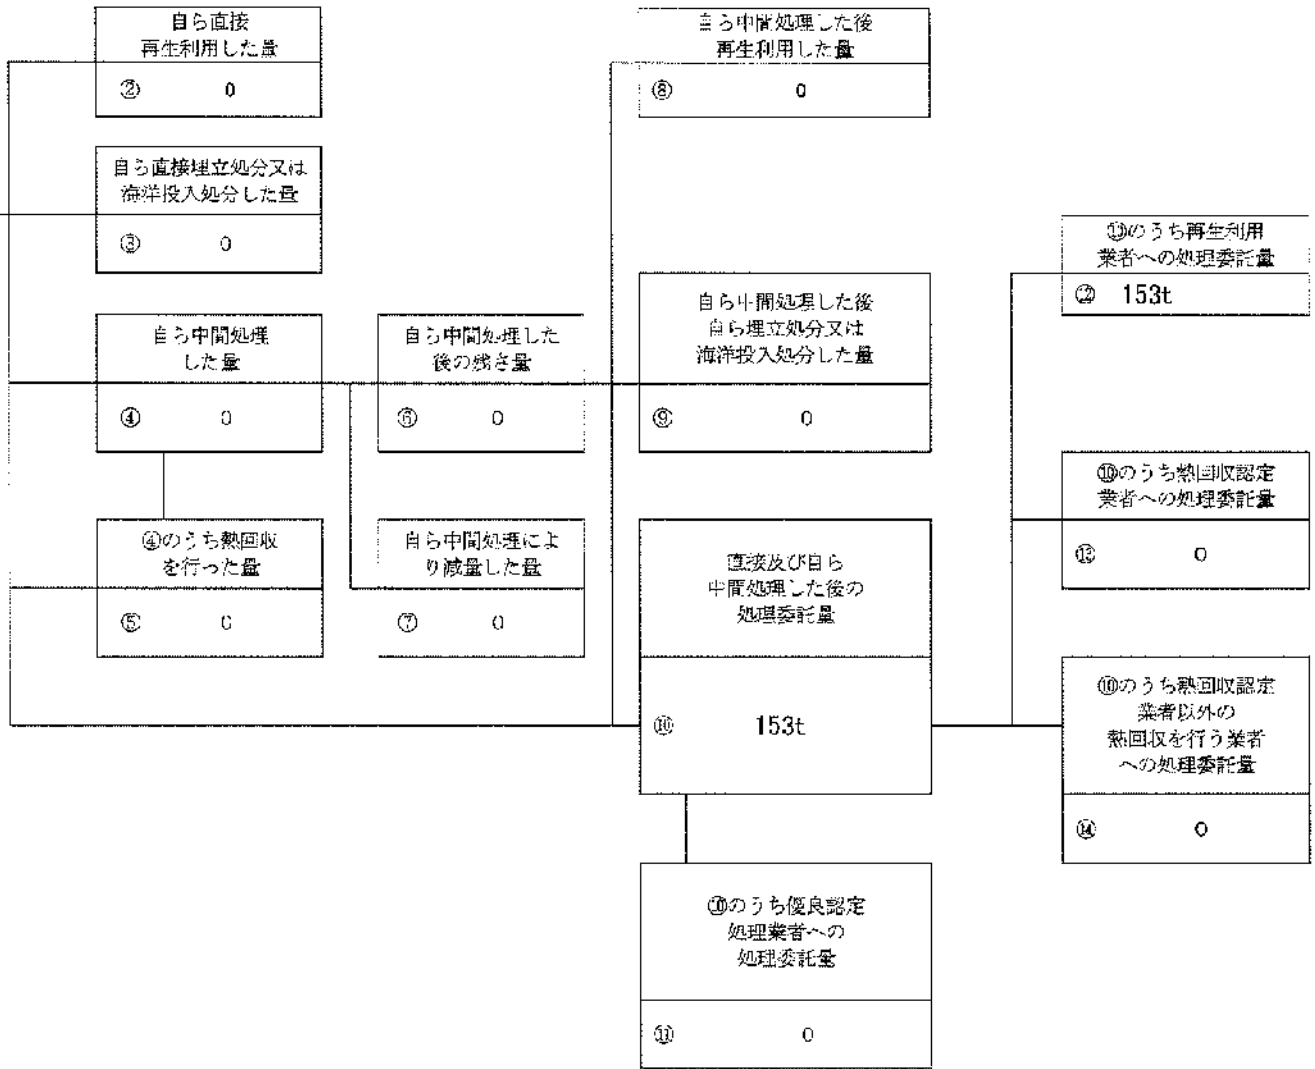 自ら直接
再生利用した量
② 0
自ら中間処理した後
再生利用した量
⑧ 0
自ら直接埋立処分又は
海洋投入処分した量
③ 0
⑩のうち再生利用
業者への処理委託量
⑫ 153t
自ら中間処理
した量
④ 0
自ら中間処理した
後の残さ量
⑥ 0
自ら中間処理した後
自ら埋立処分又は
海洋投入処分した量
⑨ 0
⑩のうち熱回収認定
業者への処理委託量
⑬ 0
④のうち熱回収
を行った量
⑤ 0
自ら中間処理によ
り減量した量
⑦ 0
直接及び自ら
中間処理した後の
処理委託量
⑩ 153t
⑩のうち熱回収認定
業者以外の
熱回収を行う業者
への処理委託量
⑭ 0
⑩のうち優良認定
処理業者への
処理委託量
⑪ 0